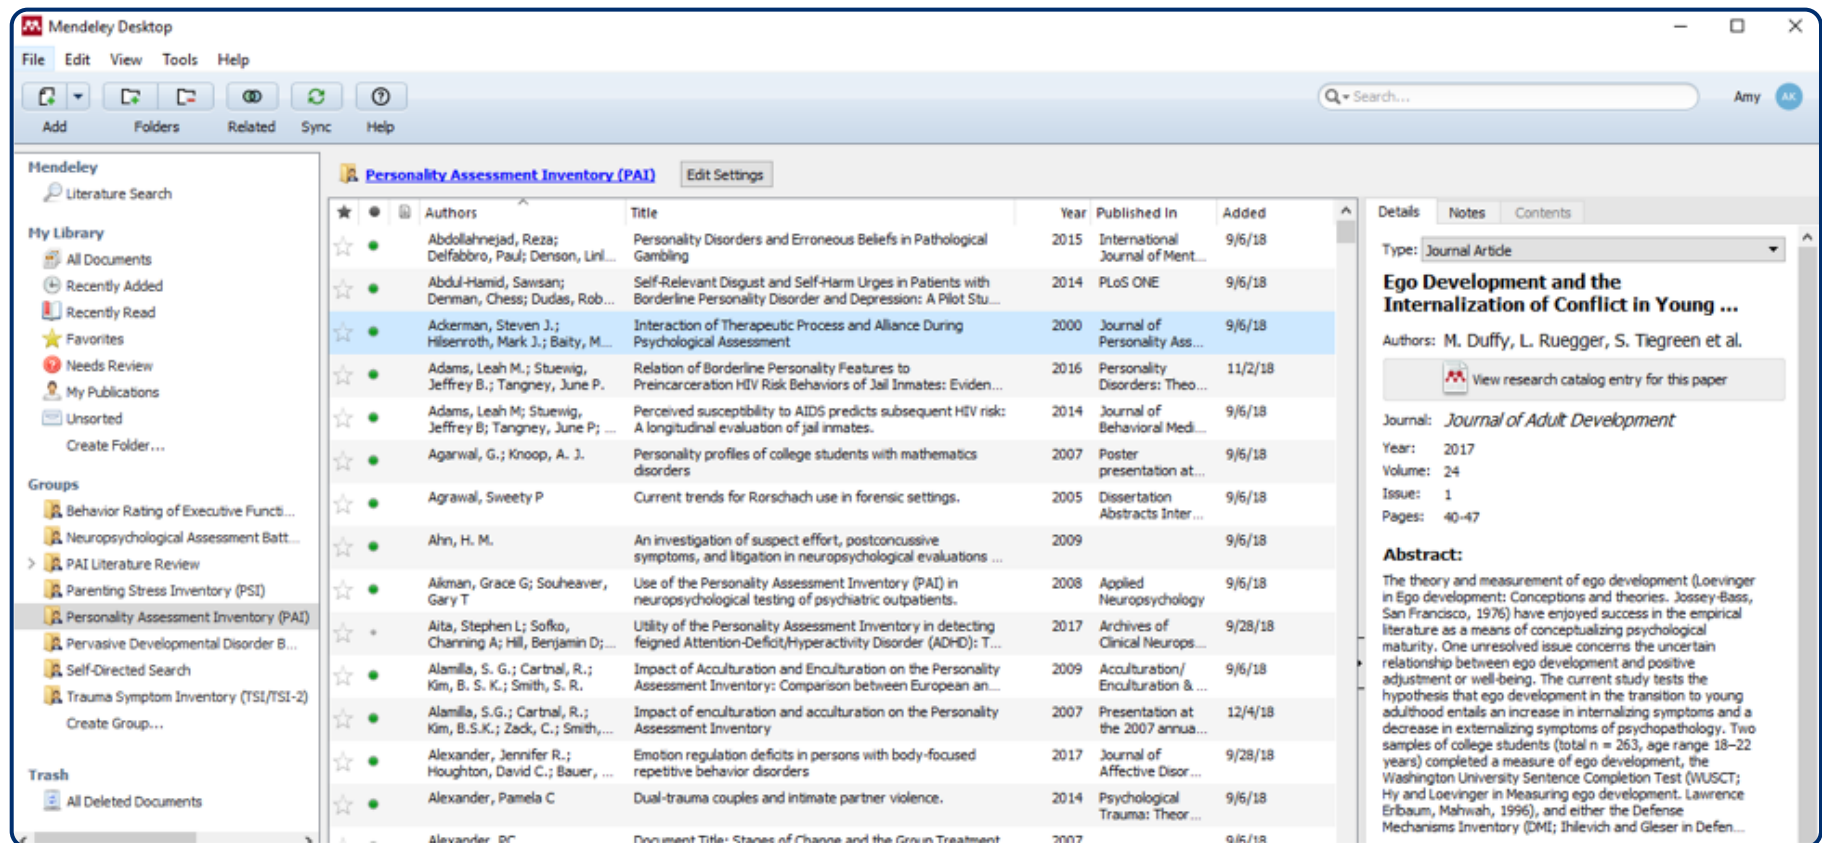 Mendeley Desktop
File Edit View Tools Help
Search...
Amy AK
Add Folders Related Sync Help
Mendeley
Literature Search
My Library
All Documents
Recently Added
Recently Read
Favorites
Needs Review
My Publications
Unsorted
Create Folder...
Groups
Behavior Rating of Executive Functi...
Neuropsychological Assessment Batt...
PAI Literature Review
Parenting Stress Inventory (PSI)
Personality Assessment Inventory (PAI)
Pervasive Developmental Disorder B...
Self-Directed Search
Trauma Symptom Inventory (TSI/TSI-2)
Create Group...
Trash
All Deleted Documents
Personality Assessment Inventory (PAI) Edit Settings
Authors Title Year Published In Added
Abdollahnejad, Reza; Personality Disorders and Erroneous Beliefs in Pathological 2015 International 9/6/18
Delfabbro, Paul; Denson, Linl... Gambling Journal of Ment...
Abdul-Hamid, Sawsan; Self-Relevant Disgust and Self-Harm Urges in Patients with 2014 PLoS ONE 9/6/18
Denman, Chess; Dudas, Rob... Borderline Personality Disorder and Depression: A Pilot Stu...
Ackerman, Steven J.; Interaction of Therapeutic Process and Alliance During 2000 Journal of 9/6/18
Hilsenroth, Mark J.; Baity, M... Psychological Assessment Personality Ass...
Adams, Leah M.; Stuewig, Relation of Borderline Personality Features to 2016 Personality 11/2/18
Jeffrey B.; Tangney, June P. Preincarceration HIV Risk Behaviors of Jail Inmates: Eviden... Disorders: Theo...
Adams, Leah M; Stuewig, Perceived susceptibility to AIDS predicts subsequent HIV risk: 2014 Journal of 9/6/18
Jeffrey B; Tangney, June P; ... A longitudinal evaluation of jail inmates. Behavioral Medi...
Agarwal, G.; Knoop, A. J. Personality profiles of college students with mathematics 2007 Poster 9/6/18
disorders presentation at...
Agrawal, Sweety P Current trends for Rorschach use in forensic settings. 2005 Dissertation 9/6/18
Abstracts Inter...
Ahn, H. M. An investigation of suspect effort, postconcussive 2009 9/6/18
symptoms, and litigation in neuropsychological evaluations ...
Aikman, Grace G; Souheaver, Use of the Personality Assessment Inventory (PAI) in 2008 Applied 9/6/18
Gary T neuropsychological testing of psychiatric outpatients. Neuropsychology
Aita, Stephen L; Sofko, Utility of the Personality Assessment Inventory in detecting 2017 Archives of 9/28/18
Channing A; Hill, Benjamin D; ... feigned Attention-Deficit/Hyperactivity Disorder (ADHD): T... Clinical Neurops...
Alamilla, S. G.; Cartnal, R.; Impact of Acculturation and Enculturation on the Personality 2009 Acculturation/ 9/6/18
Kim, B. S. K.; Smith, S. R. Assessment Inventory: Comparison between European an... Enculturation & ...
Alamilla, S.G.; Cartnal, R.; Impact of enculturation and acculturation on the Personality 2007 Presentation at 12/4/18
Kim, B.S.K.; Zack, C.; Smith,... Assessment Inventory the 2007 annua...
Alexander, Jennifer R.; Emotion regulation deficits in persons with body-focused 2017 Journal of 9/28/18
Houghton, David C.; Bauer, ... repetitive behavior disorders Affective Disor...
Alexander, Pamela C Dual-trauma couples and intimate partner violence. 2014 Psychological 9/6/18
Trauma: Theor...
Alexander, PC Document Title: Stages of Change and the Group Treatment 2007 9/6/18
Details Notes Contents
Type: Journal Article
Ego Development and the
Internalization of Conflict in Young ...
Authors: M. Duffy, L. Ruegger, S. Tiegreen et al.
View research catalog entry for this paper
Journal: Journal of Adult Development
Year: 2017
Volume: 24
Issue: 1
Pages: 40-47
Abstract:
The theory and measurement of ego development (Loevinger
in Ego development: Conceptions and theories. Jossey-Bass,
San Francisco, 1976) have enjoyed success in the empirical
literature as a means of conceptualizing psychological
maturity. One unresolved issue concerns the uncertain
relationship between ego development and positive
adjustment or well-being. The current study tests the
hypothesis that ego development in the transition to young
adulthood entails an increase in internalizing symptoms and a
decrease in externalizing symptoms of psychopathology. Two
samples of college students (total n = 263, age range 18–22
years) completed a measure of ego development, the
Washington University Sentence Completion Test (WUSCT;
Hy and Loevinger in Measuring ego development. Lawrence
Erlbaum, Mahwah, 1996), and either the Defense
Mechanisms Inventory (DMI; Ihilevich and Gleser in Defen...